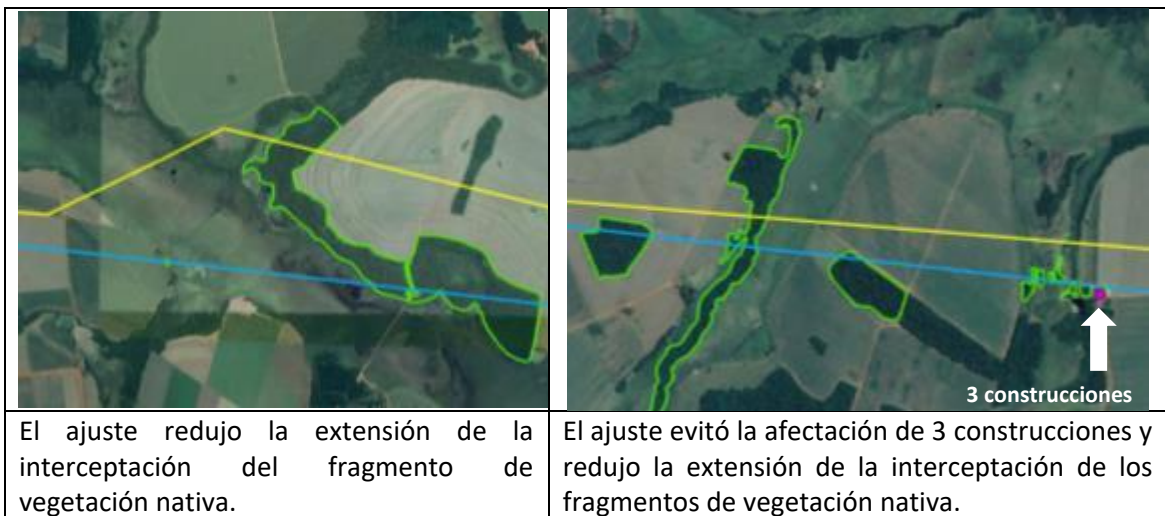 3 construcciones
El ajuste redujo la extensión de la
interceptación del fragmento de
vegetación nativa.
El ajuste evitó la afectación de 3 construcciones y
redujo la extensión de la interceptación de los
fragmentos de vegetación nativa.